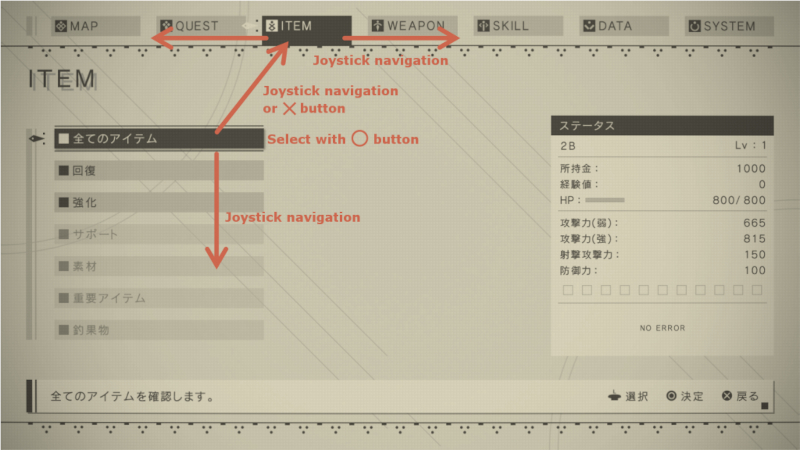 MAP
QUEST
ITEM
WEAPON
SKILL
DATA
SYSTEM
Joystick navigation
ITEM
Joystick navigation
or ✕ button
全てのアイテム
Select with ◯ button
回復
強化
Joystick navigation
サポート
素材
重要アイテム
釣果物
ステータス
2B Lv : 1
所持金 : 1000
経験値 : 0
HP : 800/ 800
攻撃力(弱) : 665
攻撃力(強) : 815
射撃攻撃力 : 150
防御力 : 100
NO ERROR
全てのアイテムを確認します。
選択 決定 戻る